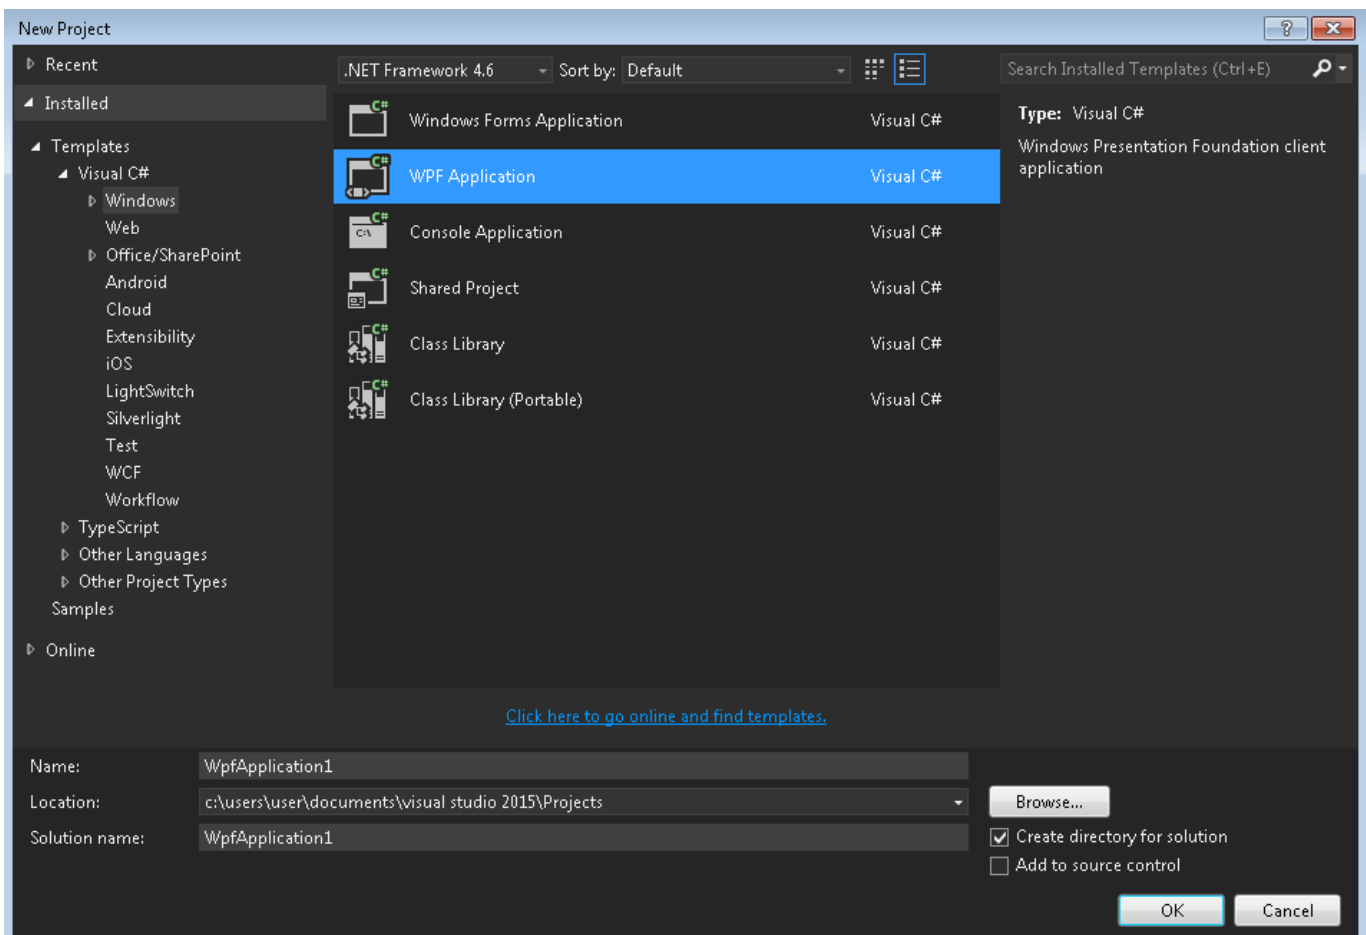 New Project
Recent
Installed
Templates
Visual C#
Windows
Web
Office/SharePoint
Android
Cloud
Extensibility
iOS
LightSwitch
Silverlight
Test
WCF
Workflow
TypeScript
Other Languages
Other Project Types
Samples
Online
.NET Framework 4.6 Sort by: Default
Windows Forms Application Visual C#
WPF Application Visual C#
Console Application Visual C#
Shared Project Visual C#
Class Library Visual C#
Class Library (Portable) Visual C#
Click here to go online and find templates.
Search Installed Templates (Ctrl+E)
Type: Visual C#
Windows Presentation Foundation client
application
Name: WpfApplication1
Location: c:\users\user\documents\visual studio 2015\Projects
Browse...
Solution name: WpfApplication1
Create directory for solution
Add to source control
OK Cancel